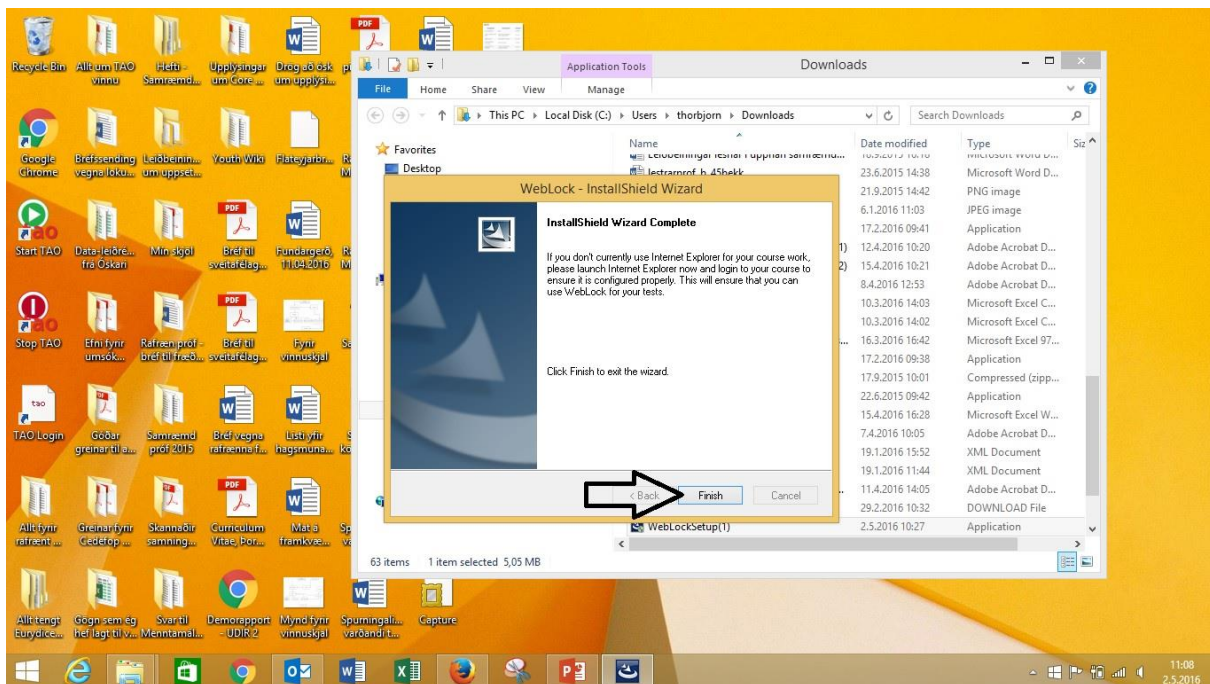 Recycle Bin
Allt um TAO
vinnu
Hefti -
Samræmd...
Upplýsingar
um Core ...
Drög að ósk
um upplýsi...
Google
Chrome
Bréfssending
vegna loku...
Leiðbeinin...
um uppset...
Youth Wiki
Flateyjarbr...
Start TAO
Data-leiðré...
frá Óskari
Mín skjöl
Bréf til
sveitafélag...
Fundargerð,
11.04.2016
Stop TAO
Efni fyrir
umsók...
Rafræn próf -
bréf til fræð...
Bréf til
sveitafélag...
Fyrir
vinnuskjal
TAO Login
Góðar
greinar til a...
Samræmd
próf 2015
Bréf vegna
rafrænna f...
Listi yfir
hagsmuna...
Allt fyrir
rafrænt ...
Greinar fyrir
Cedefop ...
Skannaðir
samning...
Curriculum
Vitae, Þor...
Mat á
framkvæ...
Allt tengt
Eurydice...
Gögn sem ég
hef lagt til v...
Svar til
Menntamál...
Demorapport
- UDIR 2
Mynd fyrir
vinnuskjal
Spurningali...
varðandi t...
Capture
Application Tools
Downloads
File Home Share View Manage
This PC Local Disk (C:) Users thorbjorn Downloads
Search Downloads
Favorites
Desktop
Name Date modified Type Siz
Leiðbeiningar lesnar í upphafi samræmd... 18.9.2015 10:10 Microsoft Word D...
lestrarprof_b_45bekk 23.6.2015 14:38 Microsoft Word D...
21.9.2015 14:42 PNG image
6.1.2016 11:03 JPEG image
17.2.2016 09:41 Application
1) 12.4.2016 10:20 Adobe Acrobat D...
2) 15.4.2016 10:21 Adobe Acrobat D...
8.4.2016 12:53 Adobe Acrobat D...
10.3.2016 14:03 Microsoft Excel C...
10.3.2016 14:02 Microsoft Excel C...
... 16.3.2016 16:42 Microsoft Excel 97...
17.2.2016 09:38 Application
17.9.2015 10:01 Compressed (zipp...
22.6.2015 09:42 Application
15.4.2016 16:28 Microsoft Excel W...
7.4.2016 10:05 Adobe Acrobat D...
19.1.2016 15:52 XML Document
19.1.2016 11:44 XML Document
.. 11.4.2016 14:05 Adobe Acrobat D...
29.2.2016 10:32 DOWNLOAD File
WebLockSetup(1) 2.5.2016 10:27 Application
63 items 1 item selected 5,05 MB
WebLock - InstallShield Wizard
InstallShield Wizard Complete
If you don't currently use Internet Explorer for your course work,
please launch Internet Explorer now and login to your course to
ensure it is configured properly. This will ensure that you can
use WebLock for your tests.
Click Finish to exit the wizard.
< Back Finish Cancel
11:08
2.5.2016